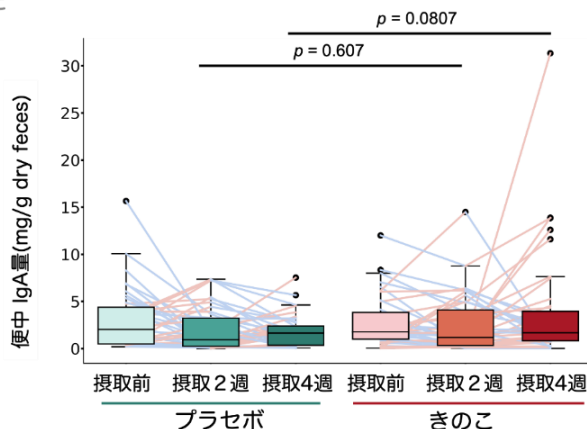 p = 0.0807
p = 0.607
便中 IgA量(mg/g dry feces)
30
25
20
15
10
5
0
摂取前 摂取２週 摂取4週 摂取前 摂取２週 摂取4週
プラセボ きのこ